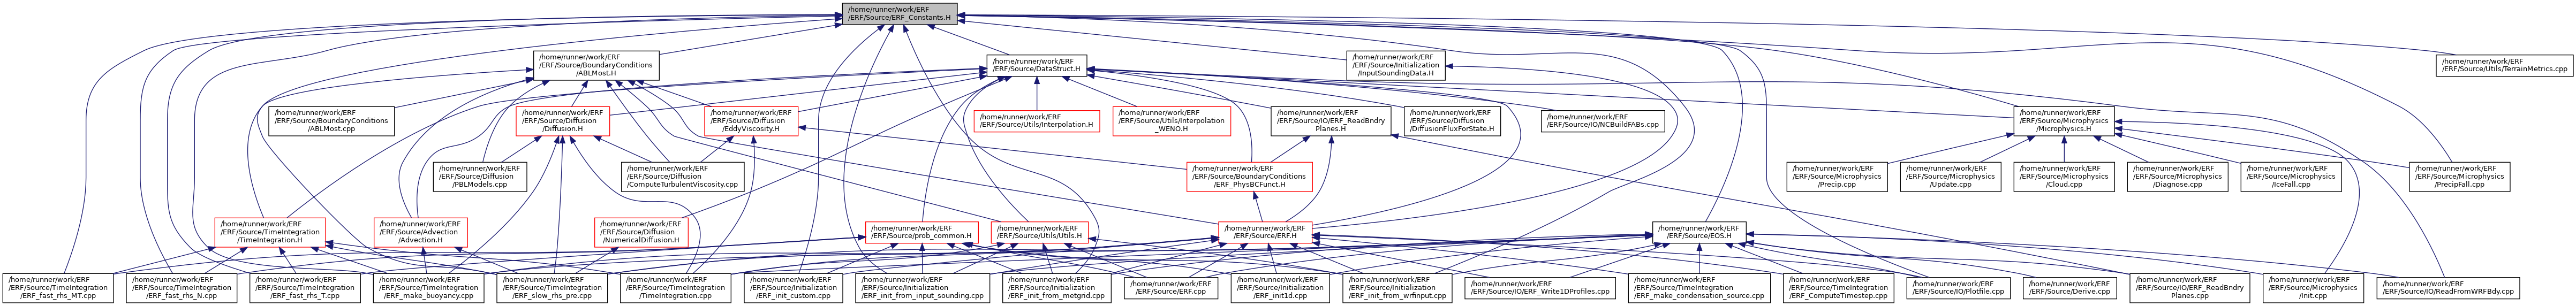 /home/runner/work/ERF
/ERF/Source/ERF_Constants.H
/home/runner/work/ERF
/ERF/Source/BoundaryConditions
/ABLMost.H
/home/runner/work/ERF
/ERF/Source/DataStruct.H
/home/runner/work/ERF
/ERF/Source/Initialization
/InputSoundingData.H
/home/runner/work/ERF
/ERF/Source/Utils/TerrainMetrics.cpp
/home/runner/work/ERF
/ERF/Source/BoundaryConditions
/ABLMost.cpp
/home/runner/work/ERF
/ERF/Source/Diffusion
/Diffusion.H
/home/runner/work/ERF
/ERF/Source/Diffusion
/EddyViscosity.H
/home/runner/work/ERF
/ERF/Source/Utils/Interpolation.H
/home/runner/work/ERF
/ERF/Source/Utils/Interpolation
_WENO.H
/home/runner/work/ERF
/ERF/Source/IO/ERF_ReadBndry
Planes.H
/home/runner/work/ERF
/ERF/Source/Diffusion
/DiffusionFluxForState.H
/home/runner/work/ERF
/ERF/Source/IO/NCBuildFABs.cpp
/home/runner/work/ERF
/ERF/Source/Microphysics
/Microphysics.H
/home/runner/work/ERF
/ERF/Source/Diffusion
/PBLModels.cpp
/home/runner/work/ERF
/ERF/Source/Diffusion
/ComputeTurbulentViscosity.cpp
/home/runner/work/ERF
/ERF/Source/BoundaryConditions
/ERF_PhysBCFunct.H
/home/runner/work/ERF
/ERF/Source/Microphysics
/Precip.cpp
/home/runner/work/ERF
/ERF/Source/Microphysics
/Update.cpp
/home/runner/work/ERF
/ERF/Source/Microphysics
/Cloud.cpp
/home/runner/work/ERF
/ERF/Source/Microphysics
/Diagnose.cpp
/home/runner/work/ERF
/ERF/Source/Microphysics
/IceFall.cpp
/home/runner/work/ERF
/ERF/Source/Microphysics
/PrecipFall.cpp
/home/runner/work/ERF
/ERF/Source/TimeIntegration
/TimeIntegration.H
/home/runner/work/ERF
/ERF/Source/Advection
/Advection.H
/home/runner/work/ERF
/ERF/Source/Diffusion
/NumericalDiffusion.H
/home/runner/work/ERF
/ERF/Source/prob_common.H
/home/runner/work/ERF
/ERF/Source/Utils/Utils.H
/home/runner/work/ERF
/ERF/Source/ERF.H
/home/runner/work/ERF
/ERF/Source/EOS.H
/home/runner/work/ERF
/ERF/Source/TimeIntegration
/ERF_fast_rhs_MT.cpp
/home/runner/work/ERF
/ERF/Source/TimeIntegration
/ERF_fast_rhs_N.cpp
/home/runner/work/ERF
/ERF/Source/TimeIntegration
/ERF_fast_rhs_T.cpp
/home/runner/work/ERF
/ERF/Source/TimeIntegration
/ERF_make_buoyancy.cpp
/home/runner/work/ERF
/ERF/Source/TimeIntegration
/ERF_slow_rhs_pre.cpp
/home/runner/work/ERF
/ERF/Source/TimeIntegration
/TimeIntegration.cpp
/home/runner/work/ERF
/ERF/Source/Initialization
/ERF_init_custom.cpp
/home/runner/work/ERF
/ERF/Source/Initialization
/ERF_init_from_input_sounding.cpp
/home/runner/work/ERF
/ERF/Source/Initialization
/ERF_init_from_metgrid.cpp
/home/runner/work/ERF
/ERF/Source/ERF.cpp
/home/runner/work/ERF
/ERF/Source/Initialization
/ERF_init1d.cpp
/home/runner/work/ERF
/ERF/Source/Initialization
/ERF_init_from_wrfinput.cpp
/home/runner/work/ERF
/ERF/Source/IO/ERF_Write1DProfiles.cpp
/home/runner/work/ERF
/ERF/Source/TimeIntegration
/ERF_make_condensation_source.cpp
/home/runner/work/ERF
/ERF/Source/TimeIntegration
/ERF_ComputeTimestep.cpp
/home/runner/work/ERF
/ERF/Source/IO/Plotfile.cpp
/home/runner/work/ERF
/ERF/Source/Derive.cpp
/home/runner/work/ERF
/ERF/Source/IO/ERF_ReadBndry
Planes.cpp
/home/runner/work/ERF
/ERF/Source/Microphysics
/Init.cpp
/home/runner/work/ERF
/ERF/Source/IO/ReadFromWRFBdy.cpp